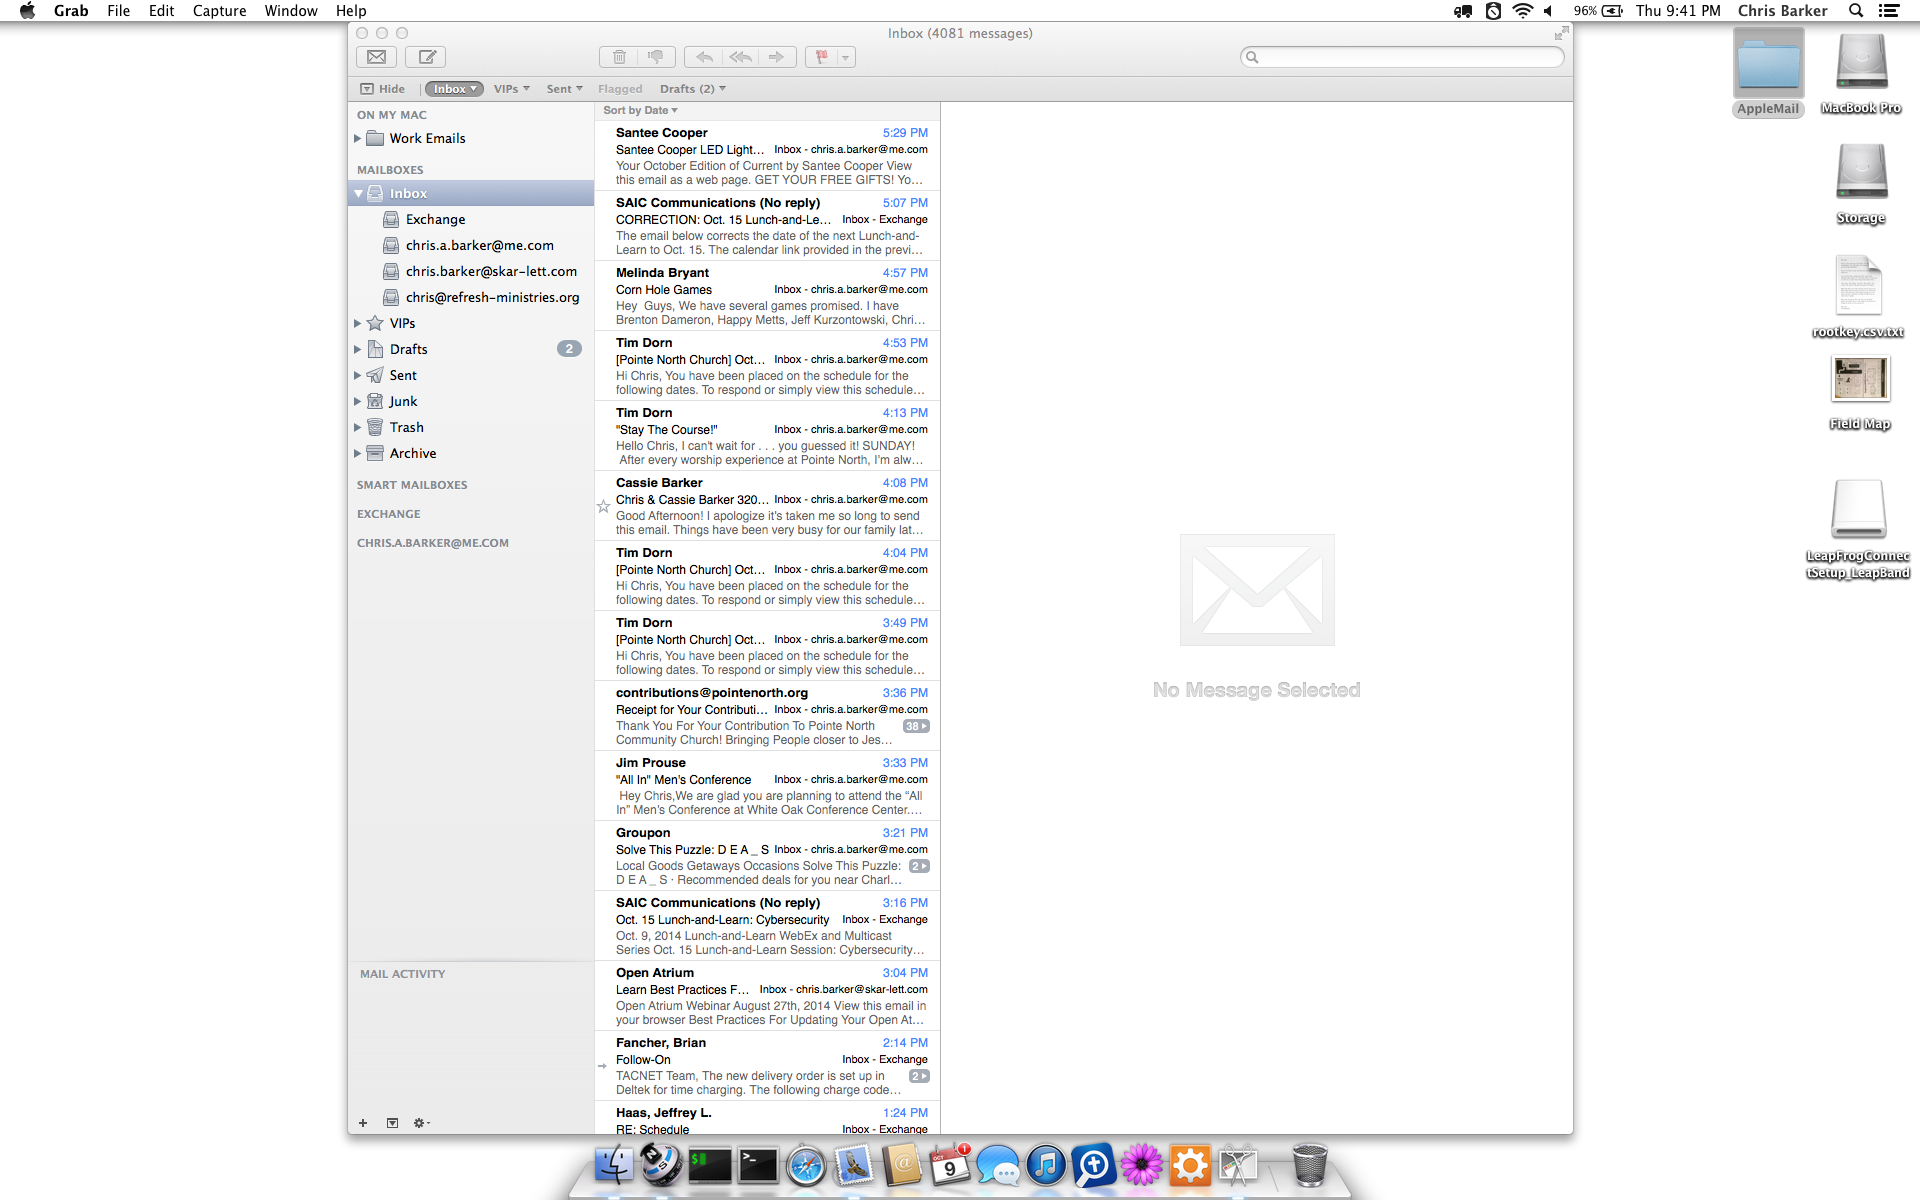 Grab File Edit Capture Window Help
96% Thu 9:41 PM Chris Barker
Inbox (4081 messages)
Hide Inbox VIPs Sent Flagged Drafts (2)
ON MY MAC
Work Emails
MAILBOXES
Inbox
Exchange
chris.a.barker@me.com
chris.barker@skar-lett.com
chris@refresh-ministries.org
VIPs
Drafts 2
Sent
Junk
Trash
Archive
SMART MAILBOXES
EXCHANGE
CHRIS.A.BARKER@ME.COM
MAIL ACTIVITY
Sort by Date
Santee Cooper 5:29 PM
Santee Cooper LED Light... Inbox - chris.a.barker@me.com
Your October Edition of Current by Santee Cooper View
this email as a web page. GET YOUR FREE GIFTS! Yo...
SAIC Communications (No reply) 5:07 PM
CORRECTION: Oct. 15 Lunch-and-Le... Inbox - Exchange
The email below corrects the date of the next Lunch-and-
Learn to Oct. 15. The calendar link provided in the previ...
Melinda Bryant 4:57 PM
Corn Hole Games Inbox - chris.a.barker@me.com
Hey Guys, We have several games promised. I have
Brenton Dameron, Happy Metts, Jeff Kurzontowski, Chri...
Tim Dorn 4:53 PM
[Pointe North Church] Oct... Inbox - chris.a.barker@me.com
Hi Chris, You have been placed on the schedule for the
following dates. To respond or simply view this schedule...
Tim Dorn 4:13 PM
"Stay The Course!" Inbox - chris.a.barker@me.com
Hello Chris, I can't wait for . . . you guessed it! SUNDAY!
After every worship experience at Pointe North, I'm alw...
Cassie Barker 4:08 PM
Chris & Cassie Barker 320... Inbox - chris.a.barker@me.com
Good Afternoon! I apologize it's taken me so long to send
this email. Things have been very busy for our family lat...
Tim Dorn 4:04 PM
[Pointe North Church] Oct... Inbox - chris.a.barker@me.com
Hi Chris, You have been placed on the schedule for the
following dates. To respond or simply view this schedule...
Tim Dorn 3:49 PM
[Pointe North Church] Oct... Inbox - chris.a.barker@me.com
Hi Chris, You have been placed on the schedule for the
following dates. To respond or simply view this schedule...
contributions@pointenorth.org 3:36 PM
Receipt for Your Contributi... Inbox - chris.a.barker@me.com
Thank You For Your Contribution To Pointe North 38
Community Church! Bringing People closer to Jes...
Jim Prouse 3:33 PM
"All In" Men's Conference Inbox - chris.a.barker@me.com
Hey Chris,We are glad you are planning to attend the “All
In” Men's Conference at White Oak Conference Center....
Groupon 3:21 PM
Solve This Puzzle: D E A _ S Inbox - chris.a.barker@me.com
Local Goods Getaways Occasions Solve This Puzzle: 2
D E A _ S · Recommended deals for you near Charl...
SAIC Communications (No reply) 3:16 PM
Oct. 15 Lunch-and-Learn: Cybersecurity Inbox - Exchange
Oct. 9, 2014 Lunch-and-Learn WebEx and Multicast
Series Oct. 15 Lunch-and-Learn Session: Cybersecurity...
Open Atrium 3:04 PM
Learn Best Practices F... Inbox - chris.barker@skar-lett.com
Open Atrium Webinar August 27th, 2014 View this email in
your browser Best Practices For Updating Your Open At...
Fancher, Brian 2:14 PM
Follow-On Inbox - Exchange
TACNET Team, The new delivery order is set up in 2
Deltek for time charging. The following charge code...
Haas, Jeffrey L. 1:24 PM
RE: Schedule Inbox - Exchange
No Message Selected
AppleMail
MacBook Pro
Storage
rootkey.csv.txt
Field Map
LeapFrogConnec
tSetup_LeapBand
OCT
9
1